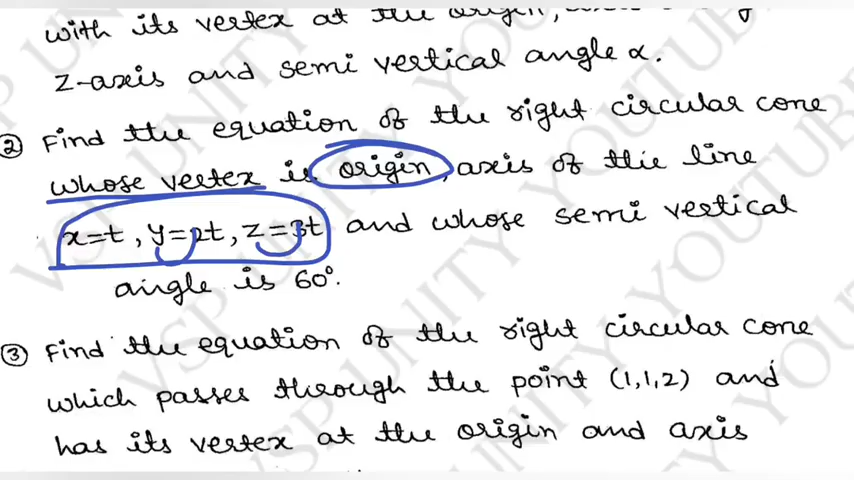 with its vertex at the origin,
z-axis and semi vertical angle α.
② Find the equation of the right circular cone
whose vertex is origin, axis of the line
x=t, y=2t, z=3t and whose semi vertical
angle is 60°.
③ Find the equation of the right circular cone
which passes through the point (1,1,2) and
has its vertex at the origin and axis